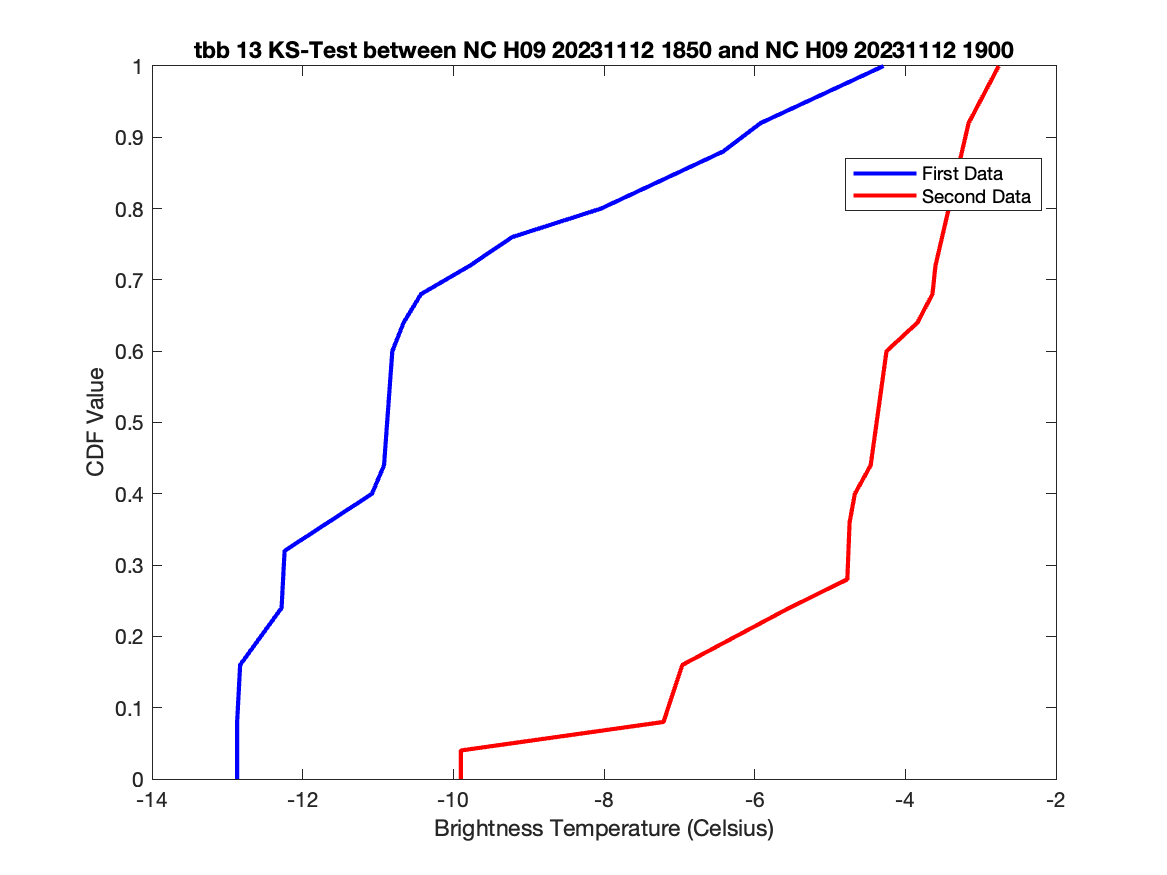 tbb 13 KS-Test between NC H09 20231112 1850 and NC H09 20231112 1900
1
0.9
0.8
0.7
0.6
0.5
0.4
0.3
0.2
0.1
0
CDF Value
First Data
Second Data
-14 -12 -10 -8 -6 -4 -2
Brightness Temperature (Celsius)